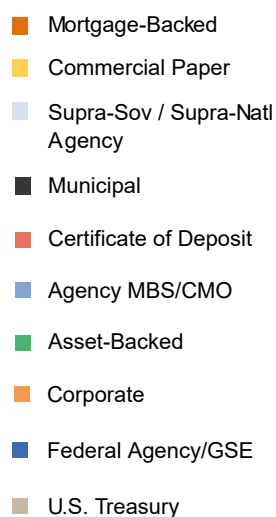 Mortgage-Backed
Commercial Paper
Supra-Sov / Supra-Natl
Agency
Municipal
Certificate of Deposit
Agency MBS/CMO
Asset-Backed
Corporate
Federal Agency/GSE
U.S. Treasury